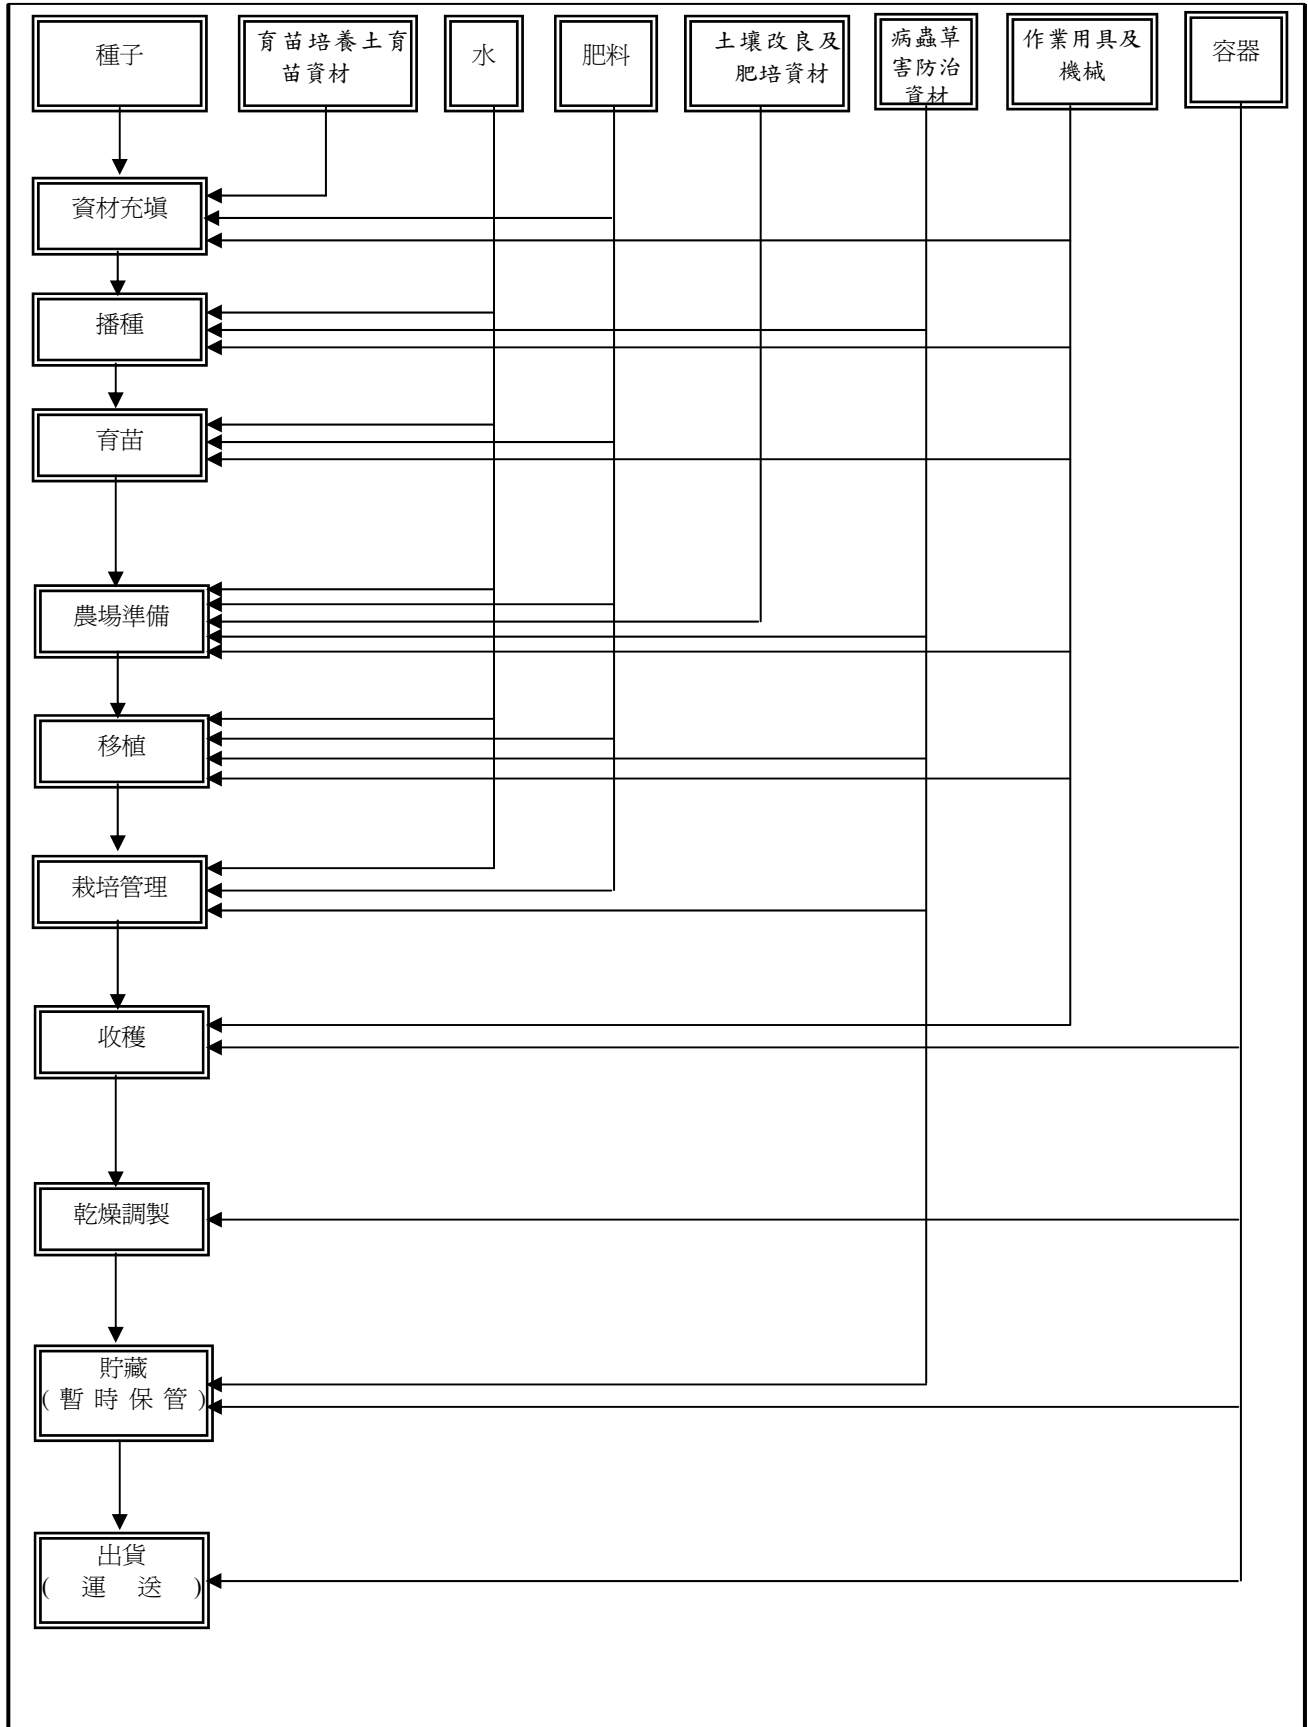 種子
育苗培養土育
苗資材
水
肥料
土壤改良及
肥培資材
病蟲草
害防治
資材
作業用具及
機械
容器
資材充塡
播種
育苗
農場準備
移植
栽培管理
收穫
乾燥調製
貯藏
(暫時保管)
出貨
(運送)